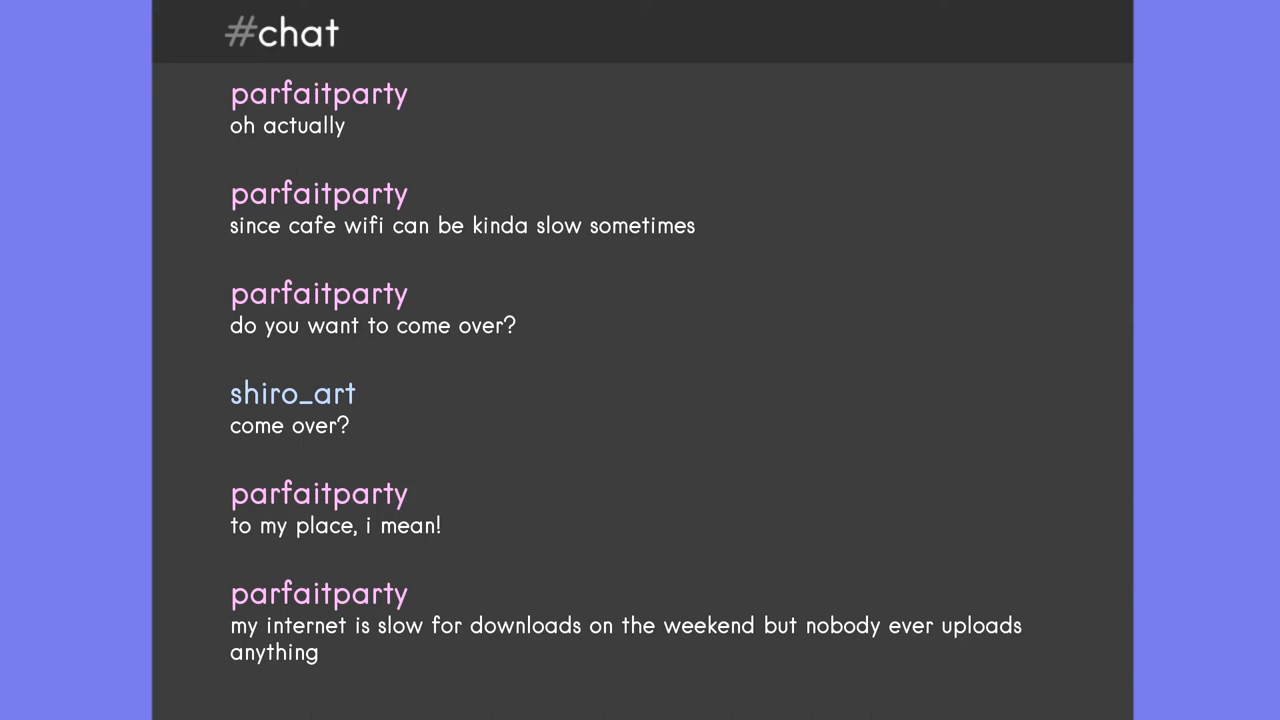 #chat
parfaitparty
oh actually
parfaitparty
since cafe wifi can be kinda slow sometimes
parfaitparty
do you want to come over?
shiro_art
come over?
parfaitparty
to my place, i mean!
parfaitparty
my internet is slow for downloads on the weekend but nobody ever uploads
anything